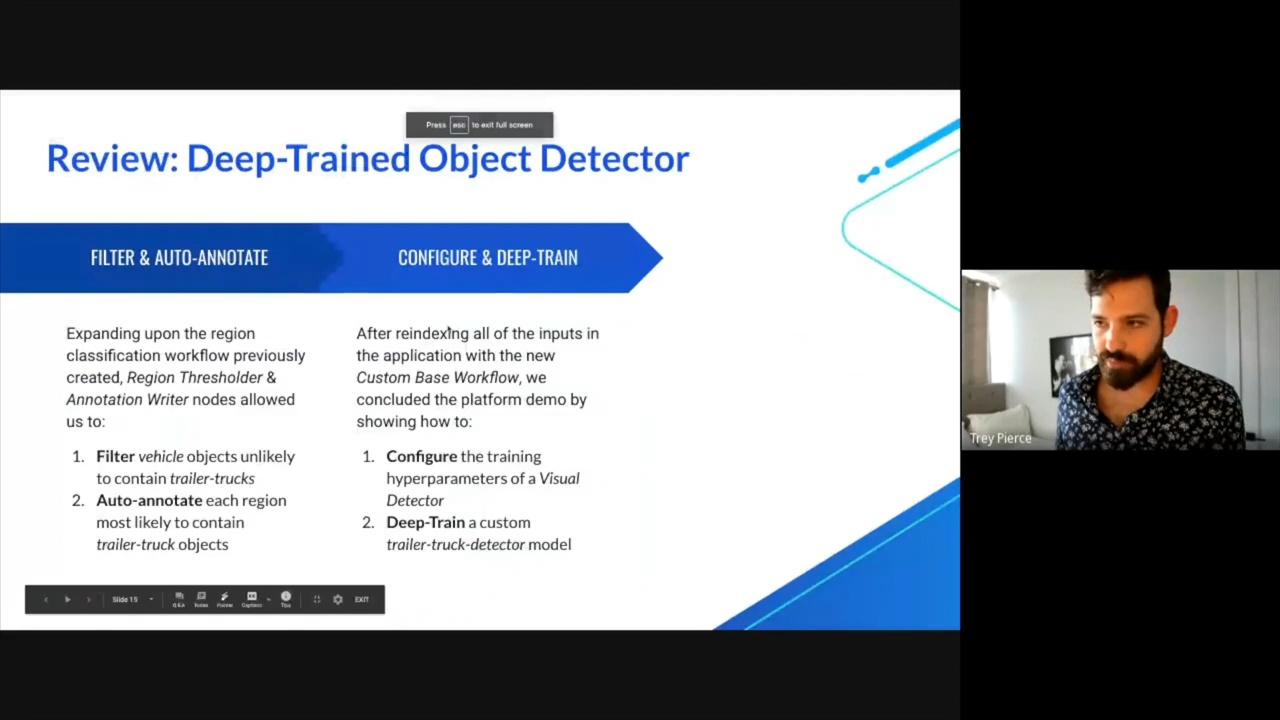 Press esc to exit full screen
Review: Deep-Trained Object Detector
FILTER & AUTO-ANNOTATE
CONFIGURE & DEEP-TRAIN
Expanding upon the region
classification workflow previously
created, Region Thresholder &
Annotation Writer nodes allowed
us to:
1. Filter vehicle objects unlikely
to contain trailer-trucks
2. Auto-annotate each region
most likely to contain
trailer-truck objects
After reindexing all of the inputs in
the application with the new
Custom Base Workflow, we
concluded the platform demo by
showing how to:
1. Configure the training
hyperparameters of a Visual
Detector
2. Deep-Train a custom
trailer-truck-detector model
Slide 15
Q&A Notes Pointer Captions Tips
EXIT
Trey Pierce